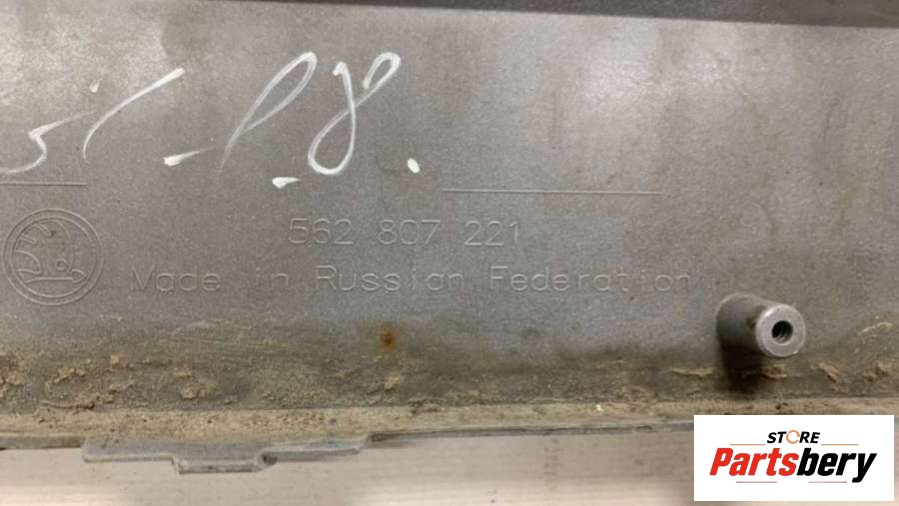 562 807 221
Made in Russian Federation
STORE
Partsbery